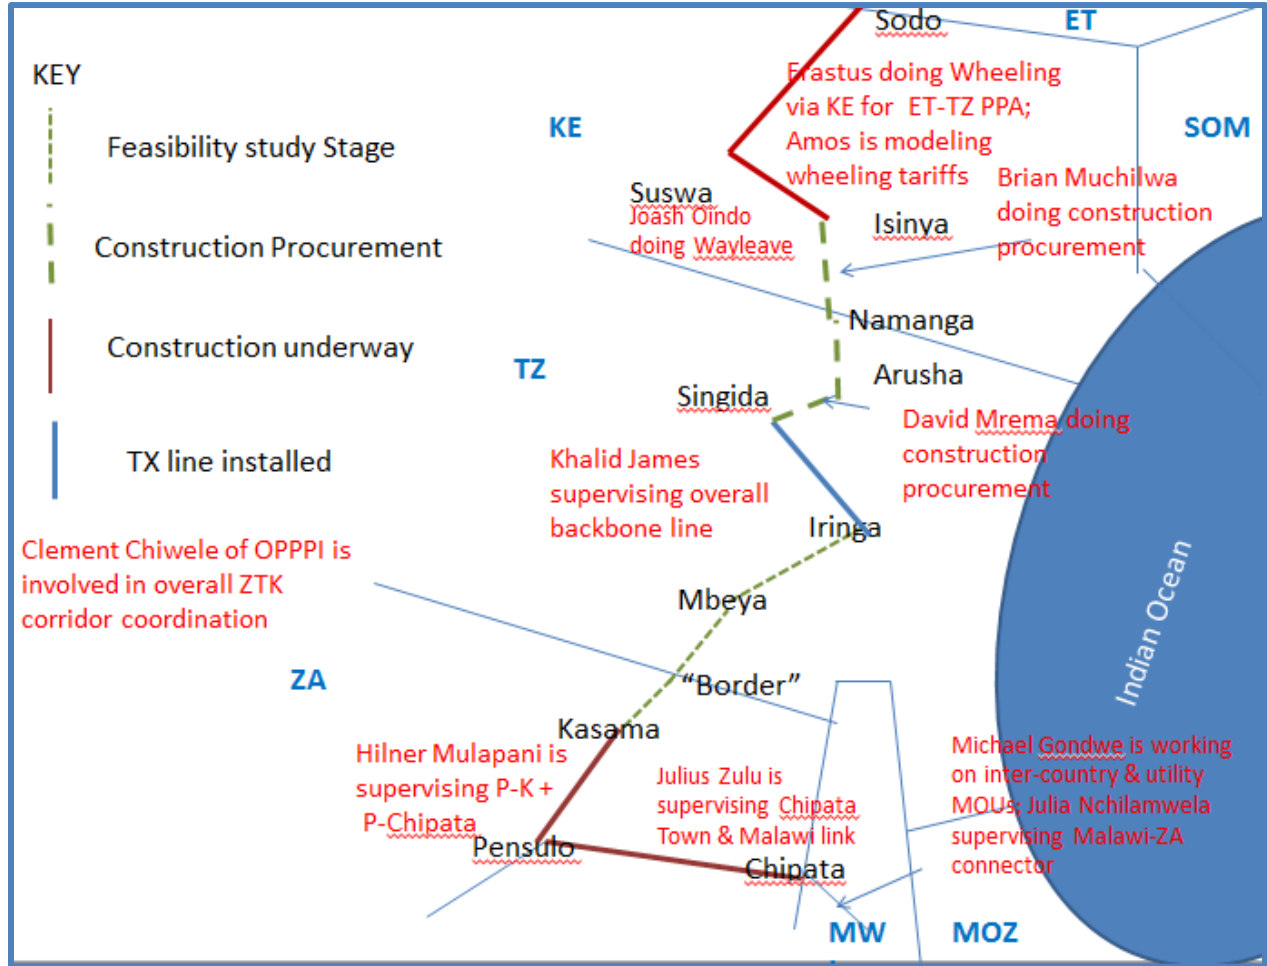 Sodo
ET
KEY
Erastus doing Wheeling
via KE for ET-TZ PPA;
Amos is modeling
wheeling tariffs
KE
SOM
Feasibility study Stage
Brian Muchilwa
doing construction
procurement
Suswa
Joash Oindo
doing Wayleave
Isinya
Construction Procurement
Namanga
Construction underway
TZ
Arusha
Singida
David Mrema doing
construction
procurement
TX line installed
Khalid James
supervising overall
backbone line
Iringa
Clement Chiwele of OPPPI is
involved in overall ZTK
corridor coordination
Mbeya
Indian Ocean
ZA
“Border”
Kasama
Hilner Mulapani is
supervising P-K +
P-Chipata
Julius Zulu is
supervising Chipata
Town & Malawi link
Michael Gondwe is working
on inter-country & utility
MOUs; Julia Nchilamwela
supervising Malawi-ZA
connector
Pensulo
Chipata
MW
MOZ